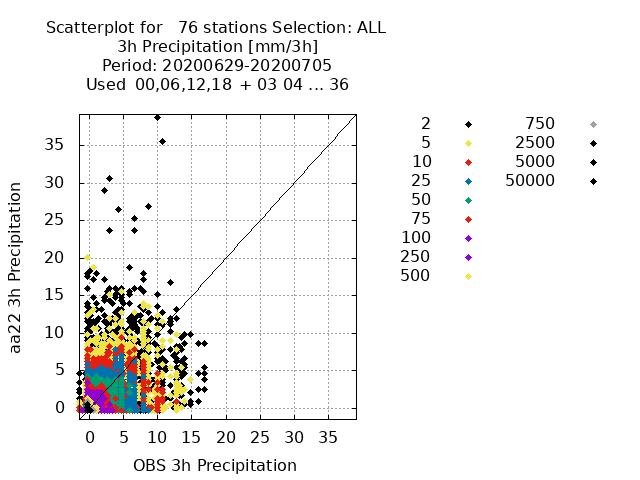 Scatterplot for   76 stations Selection: ALL
3h Precipitation [mm/3h]
Period: 20200629-20200705
Used  00,06,12,18 + 03 04 ... 36
aa22 3h Precipitation
35
30
25
20
15
10
5
0
0 5 10 15 20 25 30 35
OBS 3h Precipitation
2 750
5 2500
10 5000
25 50000
50
75
100
250
500